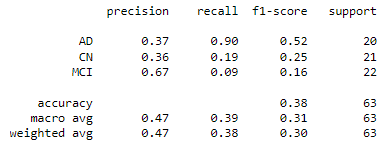 precision recall f1-score support
AD 0.37 0.90 0.52 20
CN 0.36 0.19 0.25 21
MCI 0.67 0.09 0.16 22
accuracy 0.38 63
macro avg 0.47 0.39 0.31 63
weighted avg 0.47 0.38 0.30 63